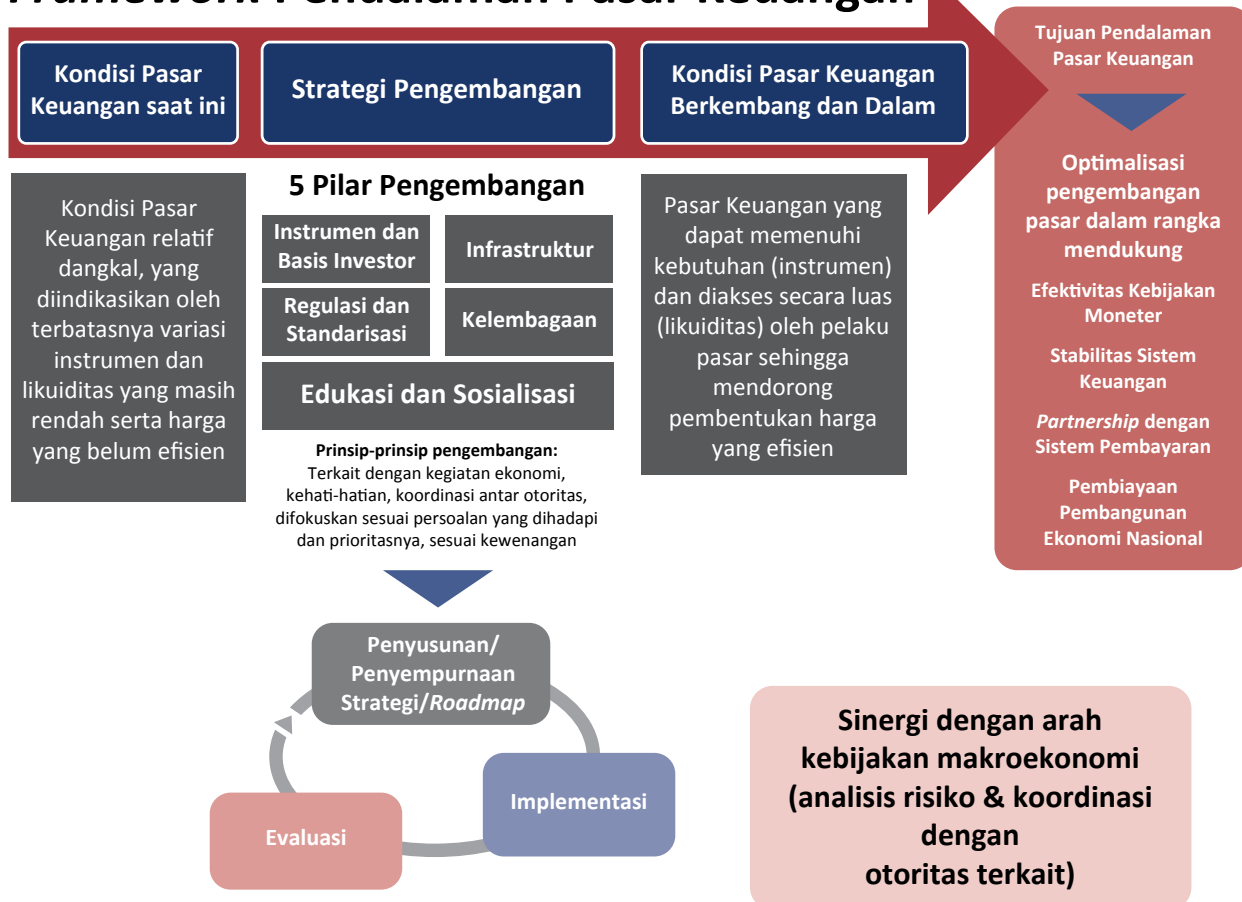 Framework Pendalaman Pasar Keuangan
Kondisi Pasar
Keuangan saat ini
Strategi Pengembangan
Kondisi Pasar Keuangan
Berkembang dan Dalam
Tujuan Pendalaman
Pasar Keuangan
Kondisi Pasar
Keuangan relatif
dangkal, yang
diindikasikan oleh
terbatasnya variasi
instrumen dan
likuiditas yang masih
rendah serta harga
yang belum efisien
5 Pilar Pengembangan
Instrumen dan
Basis Investor
Infrastruktur
Regulasi dan
Standarisasi
Kelembagaan
Edukasi dan Sosialisasi
Prinsip-prinsip pengembangan:
Terkait dengan kegiatan ekonomi,
kehati-hatian, koordinasi antar otoritas,
difokuskan sesuai persoalan yang dihadapi
dan prioritasnya, sesuai kewenangan
Pasar Keuangan yang
dapat memenuhi
kebutuhan (instrumen)
dan diakses secara luas
(likuiditas) oleh pelaku
pasar sehingga
mendorong
pembentukan harga
yang efisien
Optimalisasi
pengembangan
pasar dalam rangka
mendukung
Efektivitas Kebijakan
Moneter
Stabilitas Sistem
Keuangan
Partnership dengan
Sistem Pembayaran
Pembiayaan
Pembangunan
Ekonomi Nasional
Penyusunan/
Penyempurnaan
Strategi/Roadmap
Implementasi
Evaluasi
Sinergi dengan arah
kebijakan makroekonomi
(analisis risiko & koordinasi
dengan
otoritas terkait)